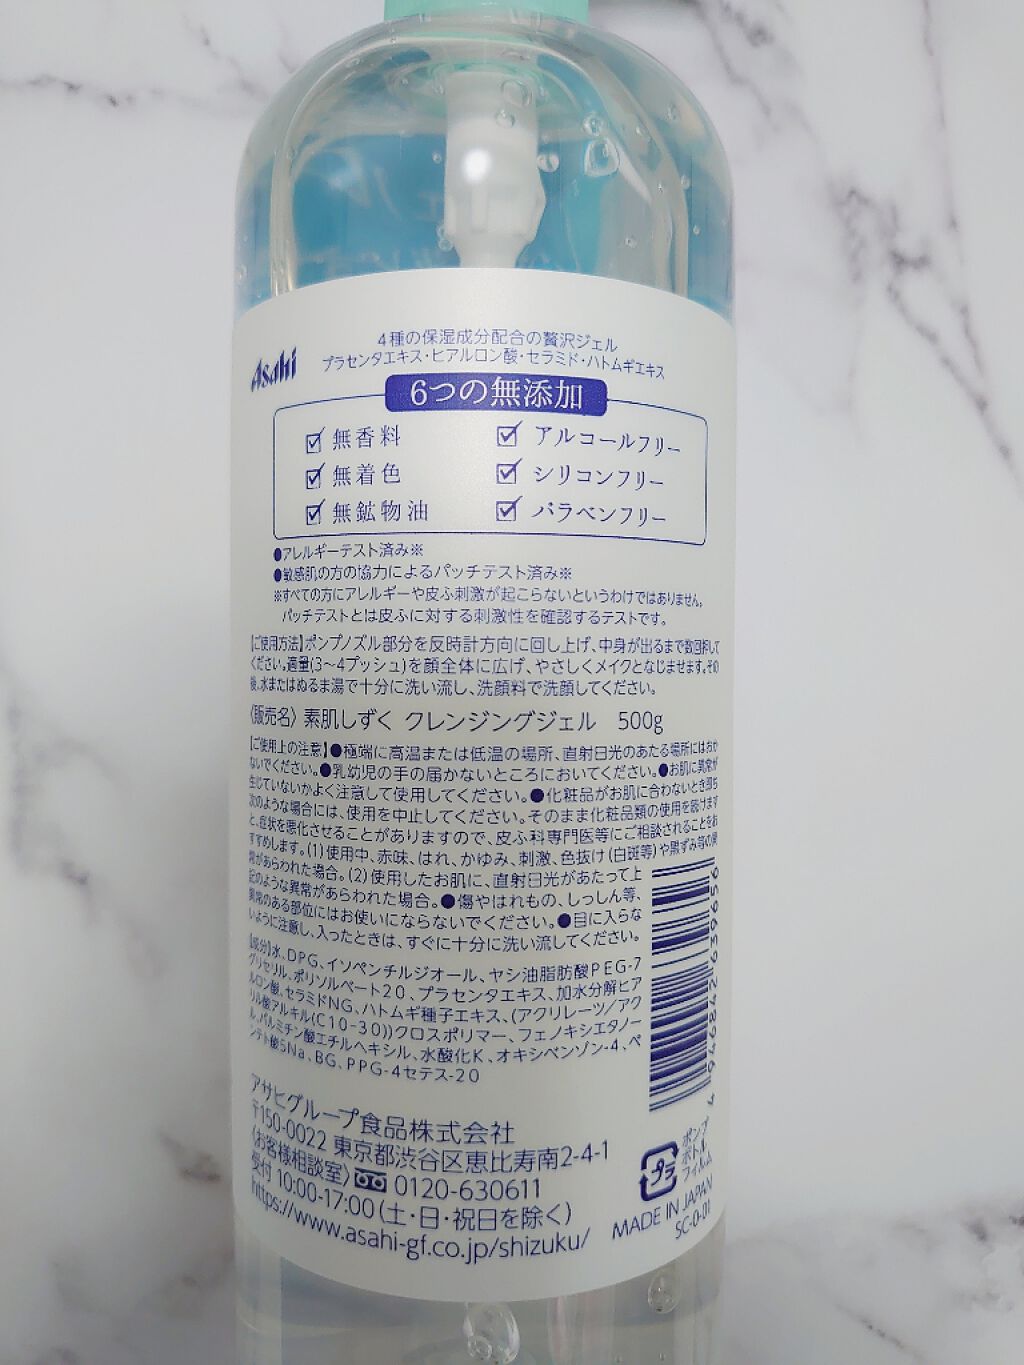 4種の保湿成分配合の贅沢ジェル
プラセンタエキス・ヒアルロン酸・セラミド・ハトムギエキス
Asahi
6つの無添加
無香料
アルコールフリー
無着色
シリコンフリー
無鉱物油
パラベンフリー
●アレルギーテスト済み※
●敏感肌の方の協力によるパッチテスト済み※
※すべての方にアレルギーや皮ふ刺激が起こらないというわけではありません。
パッチテストとは皮ふに対する刺激性を確認するテストです。
【ご使用方法】ポンプノズル部分を反時計方向に回し上げ、中身が出るまで数回押して
ください。適量(3〜4プッシュ)を顔全体に広げ、やさしくメイクとなじませます。その
後、水またはぬるま湯で十分に洗い流し、洗顔料で洗顔してください。
〈販売名〉素肌しずく クレンジングジェル 500g
【ご使用上の注意】●極端に高温または低温の場所、直射日光のあたる場所にはおか
ないでください。●乳幼児の手の届かないところにおいてください。●お肌に異常が
生じていないかよく注意して使用してください。●化粧品がお肌に合わないとき即ち
次のような場合には、使用を中止してください。そのまま化粧品類の使用を続けます
と、症状を悪化させることがありますので、皮ふ科専門医等にご相談されることをお
すすめします。(1)使用中、赤味、はれ、かゆみ、刺激、色抜け(白斑等)や黒ずみ等の異
常があらわれた場合。(2)使用したお肌に、直射日光があたって上
記のような異常があらわれた場合。●傷やはれもの、しっしん等、
異常のある部位にはお使いにならないでください。●目に入らな
いように注意し、入ったときは、すぐに十分に洗い流してください。
【成分】水、DPG、イソペンチルジオール、ヤシ油脂肪酸PEG-7
グリセリル、ポリソルベート20、プラセンタエキス、加水分解ヒア
ルロン酸、セラミドNG、ハトムギ種子エキス、(アクリレーツ/アク
リル酸アルキル(C10-30))クロスポリマー、フェノキシエタノー
ル、パルミチン酸エチルヘキシル、水酸化K、オキシベンゾン-4、ペ
ンテト酸5Na、BG、PPG-4セテス-20
4 946842 639956
アサヒグループ食品株式会社
〒150-0022 東京都渋谷区恵比寿南2-4-1
〈お客様相談室〉 0120-630611
受付 10:00-17:00(土・日・祝日を除く)
https://www.asahi-gf.co.jp/shizuku/
プラ
ポンプ
ボトル
フィルム
MADE IN JAPAN
SC-0-01